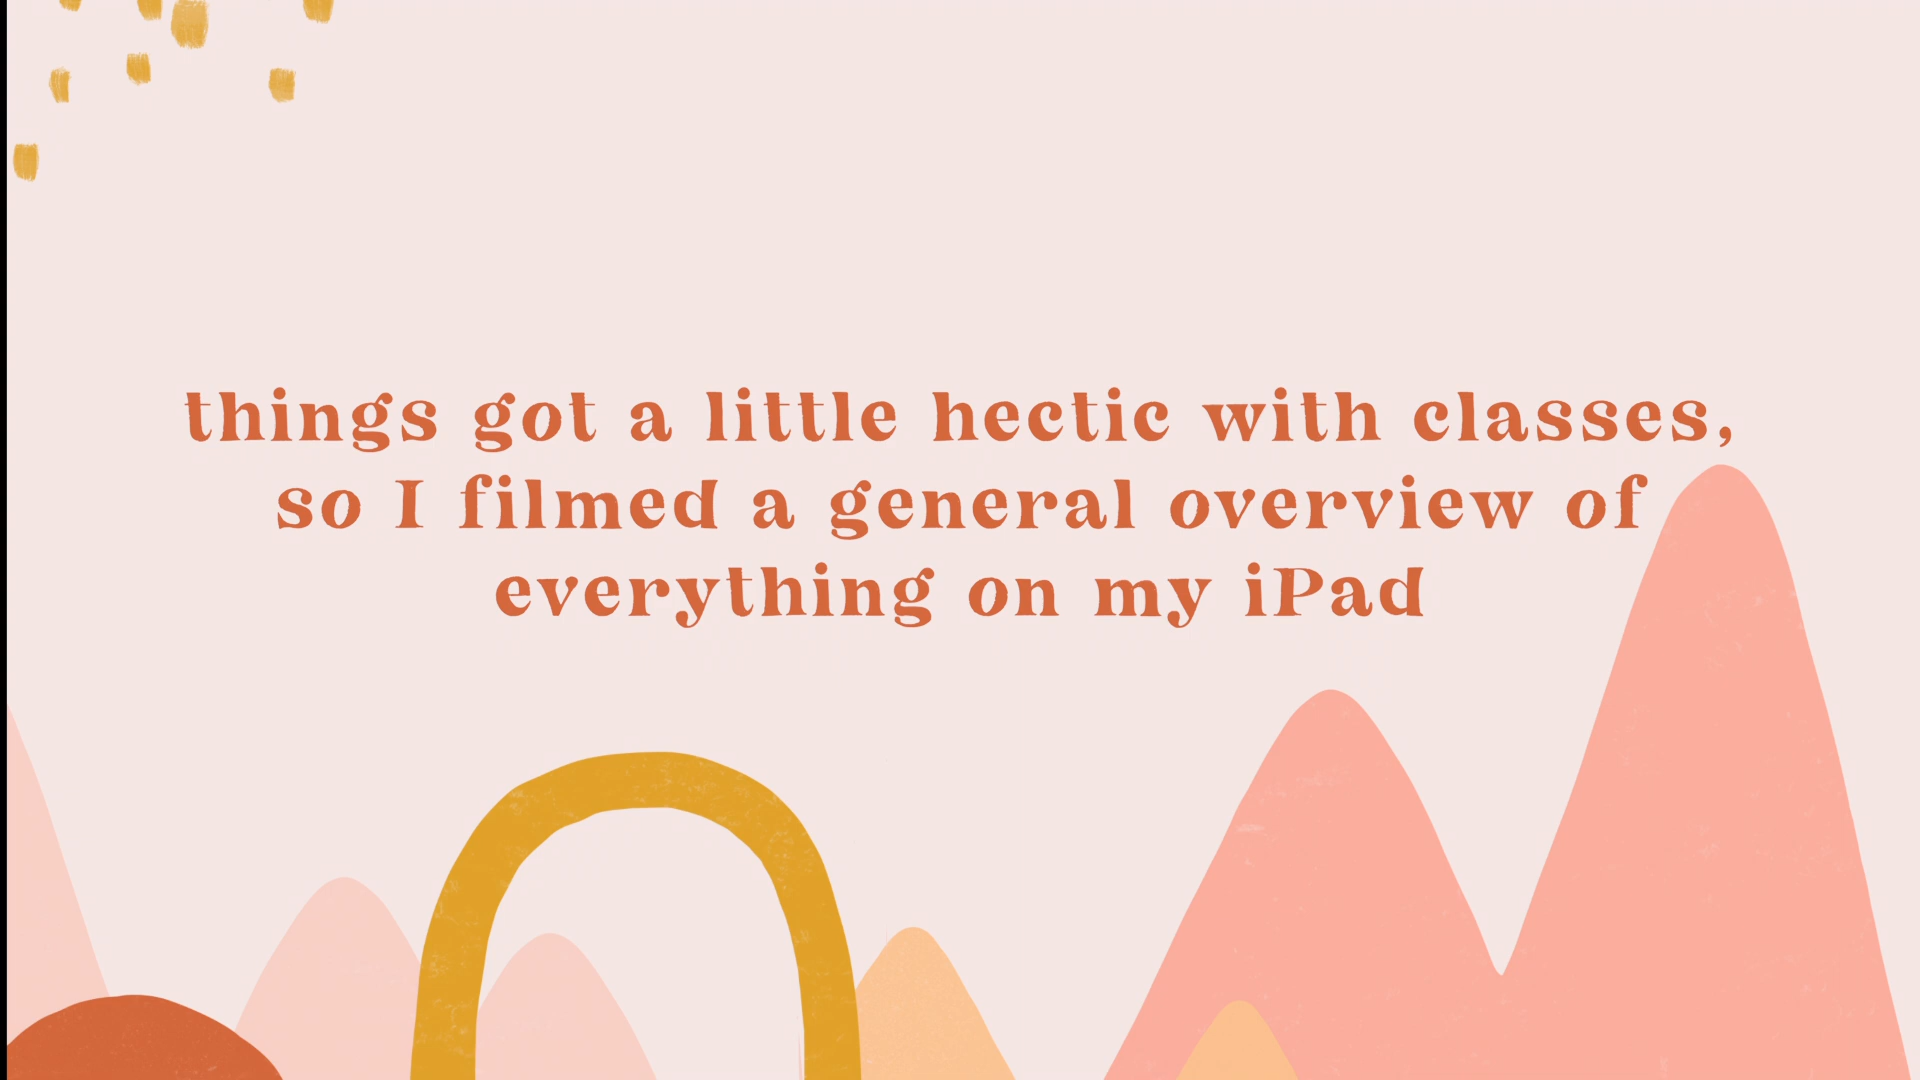 things got a little hectic with classes,
so I filmed a general overview of
everything on my iPad